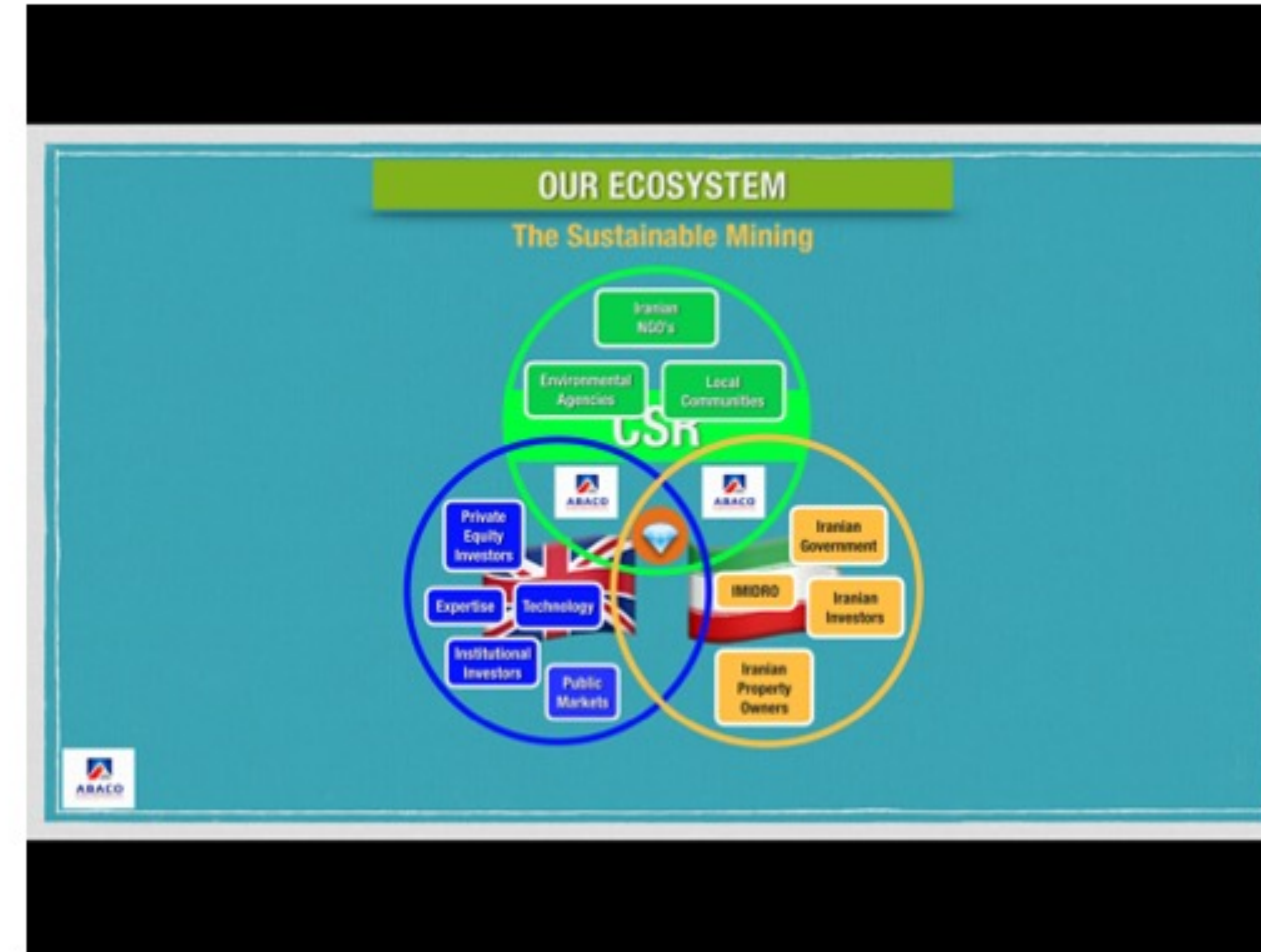 OUR ECOSYSTEM
The Sustainable Mining
Iranian
NGO's
Environmental
Agencies
Local
Communities
CSR
ABACO
ABACO
Private
Equity
Investors
Iranian
Government
Expertise
Technology
IMIDRO
Iranian
Investors
Institutional
Investors
Public
Markets
Iranian
Property
Owners
ABACO